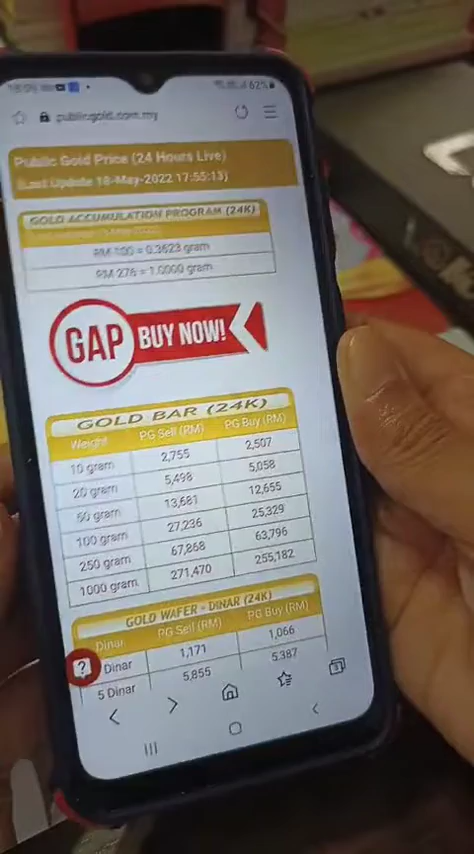 62%
publicgold.com.my
Public Gold Price (24 Hours Live)
(Last Update 18-May-2022 17:55:13)
GOLD ACCUMULATION PROGRAM (24K)
RM 100 = 0.3623 gram
RM 276 = 1.0000 gram
GAP BUY NOW!
GOLD BAR (24K)
Weight PG Sell (RM) PG Buy (RM)
10 gram 2,755 2,507
20 gram 5,498 5,058
50 gram 13,681 12,655
100 gram 27,236 25,329
250 gram 67,868 63,796
1000 gram 271,470 255,182
GOLD WAFER - DINAR (24K)
Dinar PG Sell (RM) PG Buy (RM)
Dinar 1,171 1,066
5 Dinar 5,855 5,387